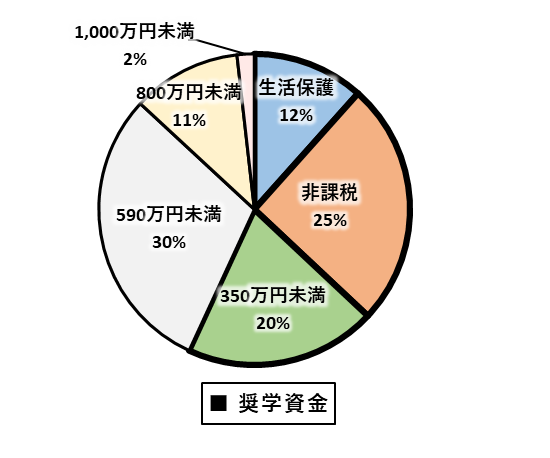 1,000万円未満
2%
生活保護
12%
800万円未満
11%
非課税
25%
590万円未満
30%
350万円未満
20%
■ 奨学資金